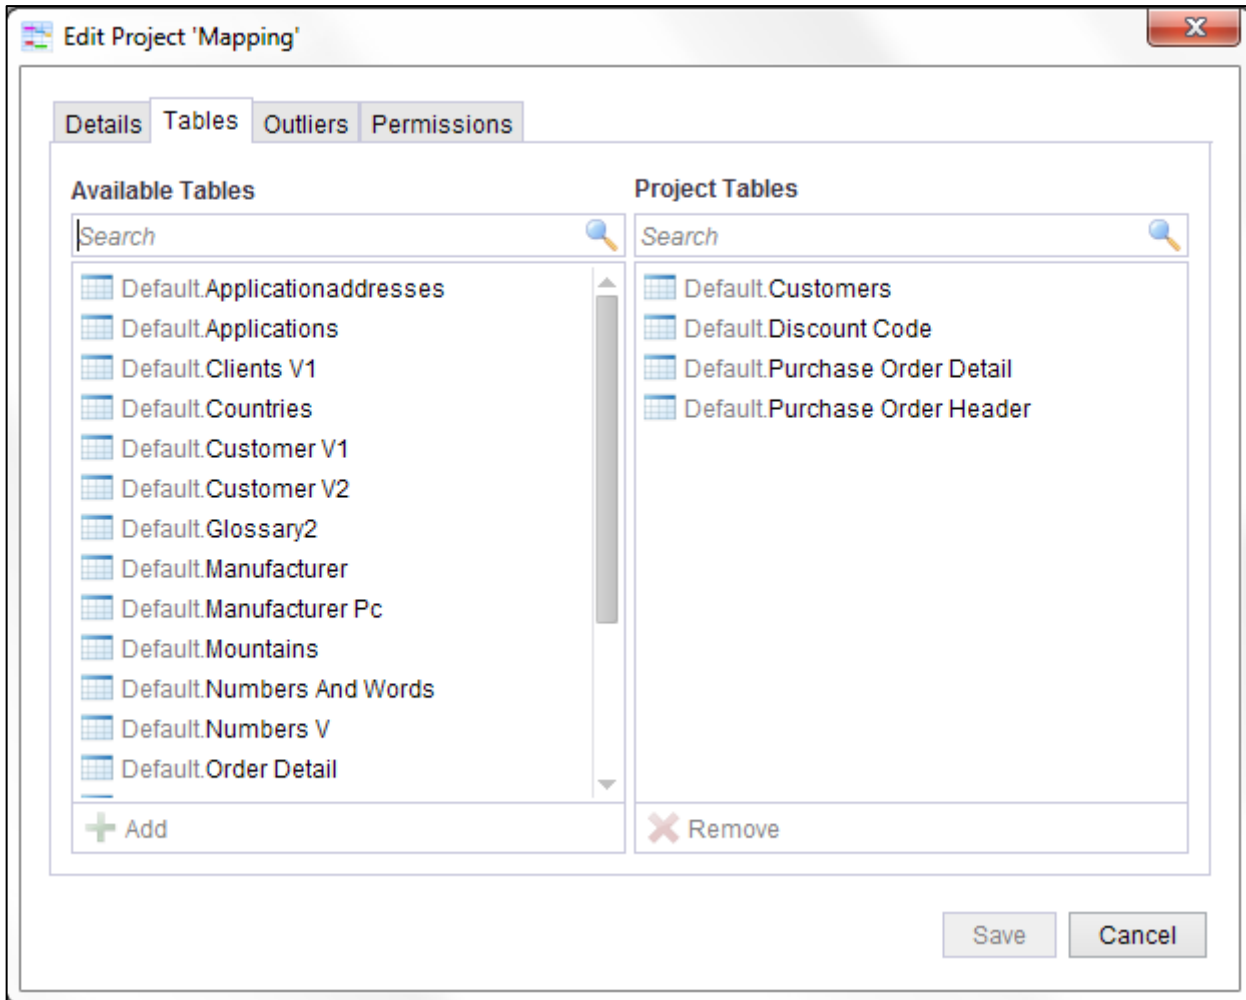 Edit Project 'Mapping'
X
Details Tables Outliers Permissions
Available Tables
Search
Default.Applicationaddresses
Default.Applications
Default.Clients V1
Default.Countries
Default.Customer V1
Default.Customer V2
Default.Glossary2
Default.Manufacturer
Default.Manufacturer Pc
Default.Mountains
Default.Numbers And Words
Default.Numbers V
Default.Order Detail
Add
Project Tables
Search
Default.Customers
Default.Discount Code
Default.Purchase Order Detail
Default.Purchase Order Header
Remove
Save Cancel